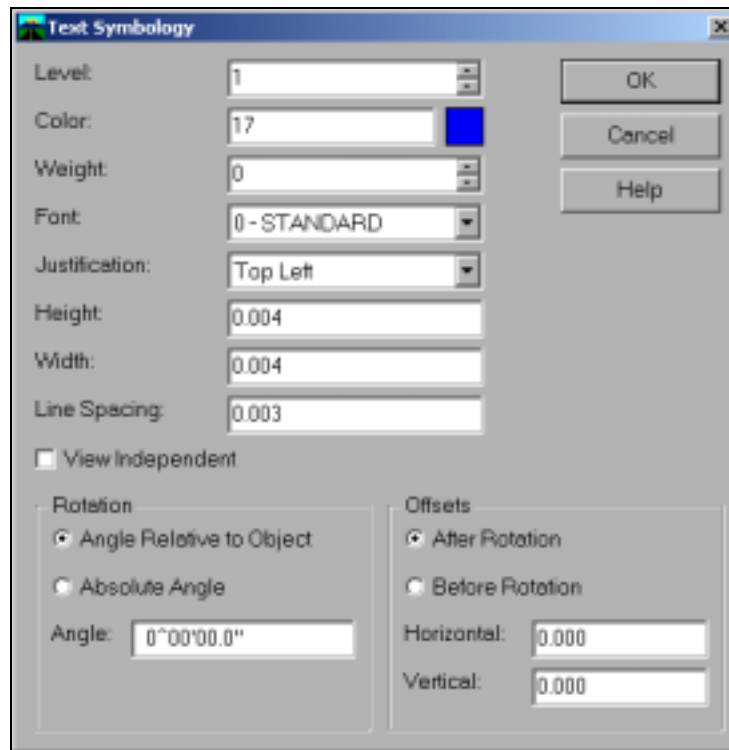 Text Symbology
Level: 1
OK
Color: 17
Cancel
Weight: 0
Help
Font: 0 - STANDARD
Justification: Top Left
Height: 0.004
Width: 0.004
Line Spacing: 0.003
View Independent
Rotation
Angle Relative to Object
Absolute Angle
Angle: 0^00'00.0"
Offsets
After Rotation
Before Rotation
Horizontal: 0.000
Vertical: 0.000